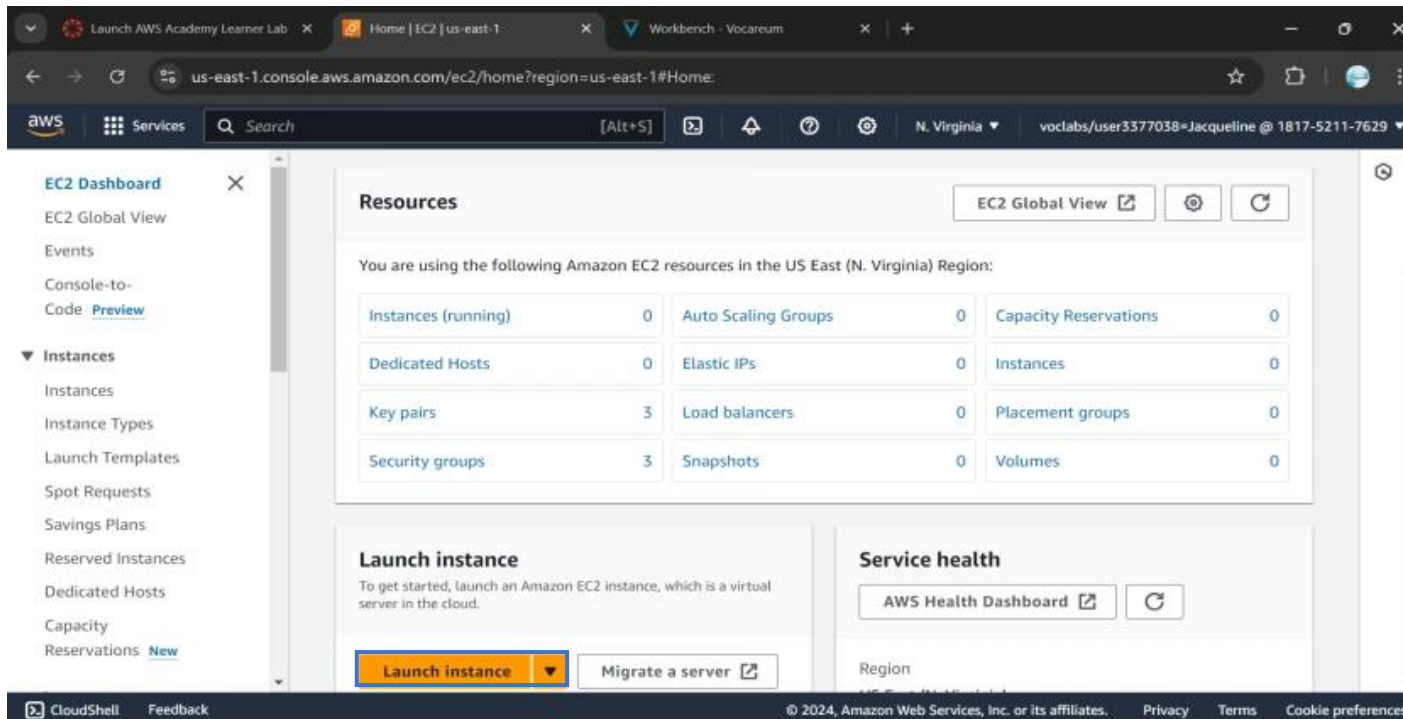 Launch AWS Academy Learner Lab
Home | EC2 | us-east-1
Workbench - Vocareum
us-east-1.console.aws.amazon.com/ec2/home?region=us-east-1#Home:
aws
Services
Search
[Alt+S]
N. Virginia
voclabs/user3377038=Jacqueline @ 1817-5211-7629
EC2 Dashboard
EC2 Global View
Events
Console-to-
Code Preview
Instances
Instances
Instance Types
Launch Templates
Spot Requests
Savings Plans
Reserved Instances
Dedicated Hosts
Capacity
Reservations New
Resources
EC2 Global View
You are using the following Amazon EC2 resources in the US East (N. Virginia) Region:
Instances (running) 0 Auto Scaling Groups 0 Capacity Reservations 0
Dedicated Hosts 0 Elastic IPs 0 Instances 0
Key pairs 3 Load balancers 0 Placement groups 0
Security groups 3 Snapshots 0 Volumes 0
Launch instance
To get started, launch an Amazon EC2 instance, which is a virtual
server in the cloud.
Launch instance
Migrate a server
Service health
AWS Health Dashboard
Region
CloudShell Feedback
© 2024, Amazon Web Services, Inc. or its affiliates. Privacy Terms Cookie preferences